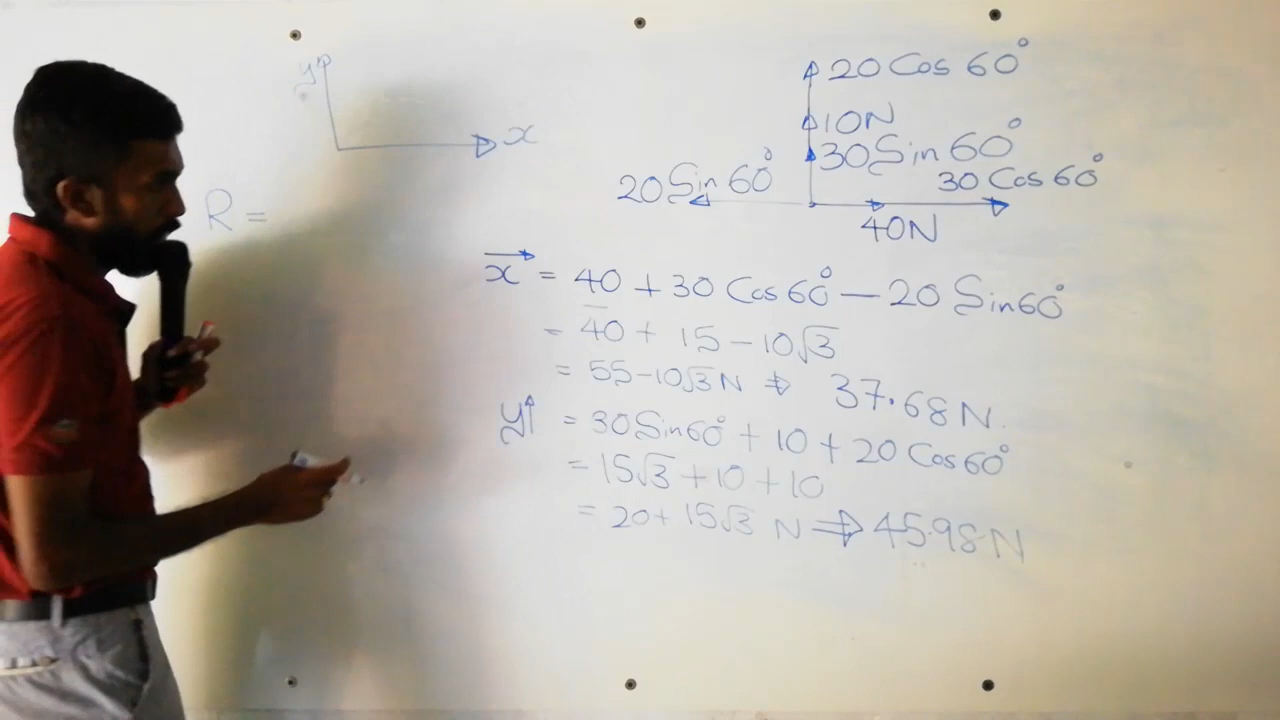 y
x
R =
20 Cos 60°
10N
30 Sin 60°
30 Cos 60°
20 Sin 60°
40N
x = 40 + 30 Cos 60° − 20 Sin 60°
= 40 + 15 − 10√3
= 55 − 10√3 N ⇒ 37.68 N.
y↑ = 30 Sin 60° + 10 + 20 Cos 60°
= 15√3 + 10 + 10
= 20 + 15√3 N ⇒ 45.98 N